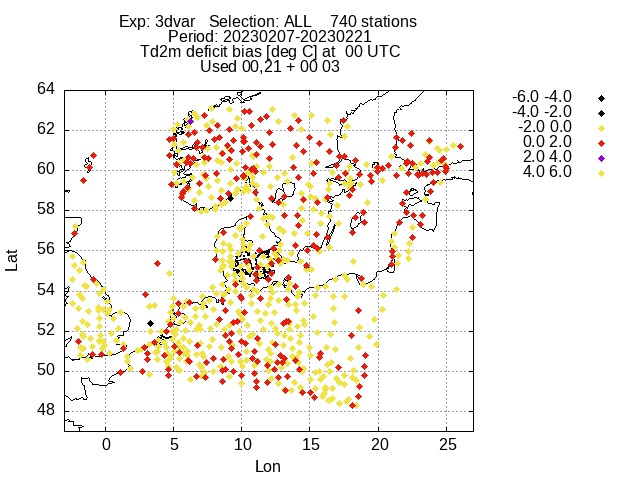 Exp: 3dvar Selection: ALL 740 stations
Period: 20230207-20230221
Td2m deficit bias [deg C] at 00 UTC
Used 00,21 + 00 03
-6.0 -4.0
-4.0 -2.0
-2.0 0.0
0.0 2.0
2.0 4.0
4.0 6.0
64
62
60
58
56
54
52
50
48
Lat
0 5 10 15 20 25
Lon